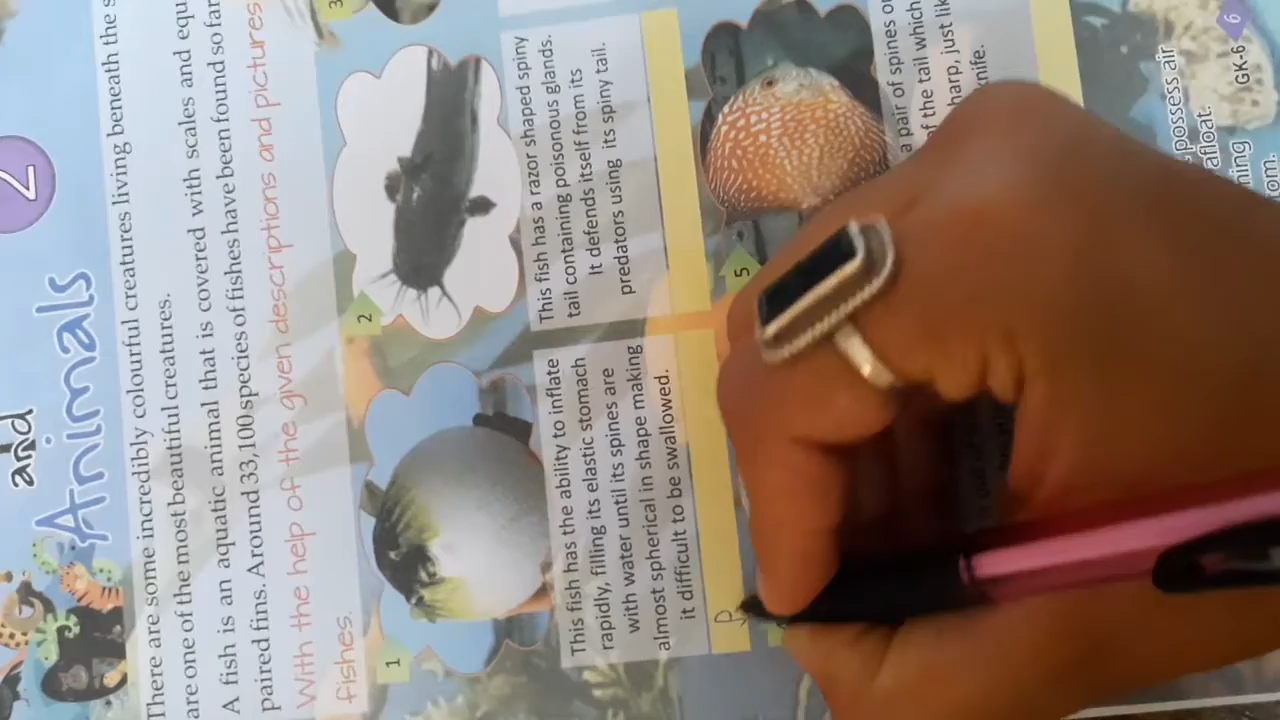 2
and
Animals
There are some incredibly colourful creatures living beneath the
are one of the most beautiful creatures.
A fish is an aquatic animal that is covered with scales and
paired fins. Around 33,100 species of fishes have been found so far
With the help of the given descriptions and pictures
fishes.
1
This fish has the ability to inflate
rapidly, filling its elastic stomach
with water until its spines are
almost spherical in shape making
it difficult to be swallowed.
P
2
This fish has a razor shaped spiny
tail containing poisonous glands.
It defends itself from its
predators using its spiny tail.
3
5
a pair of spines
of the tail which
just
possess air
afloat.
GK-6
6